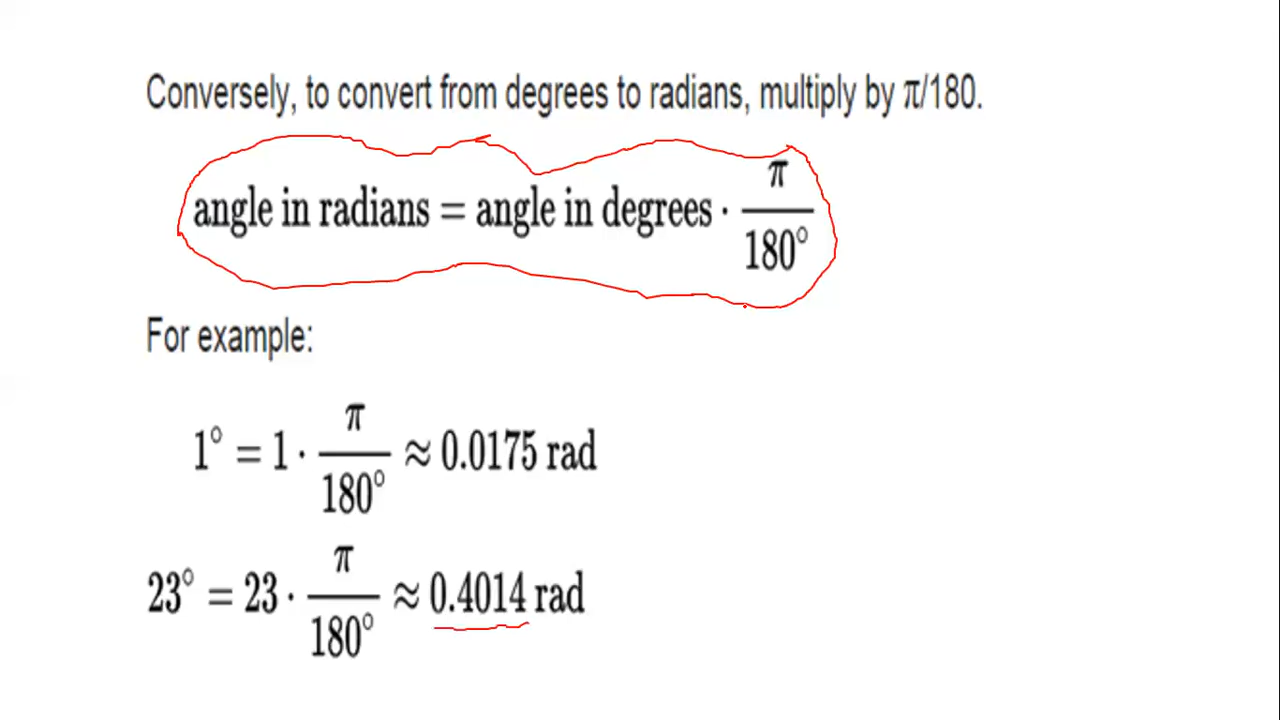 Conversely, to convert from degrees to radians, multiply by π/180.
angle in radians = angle in degrees · π/180°
For example:
1° = 1 · π/180° ≈ 0.0175 rad
23° = 23 · π/180° ≈ 0.4014 rad